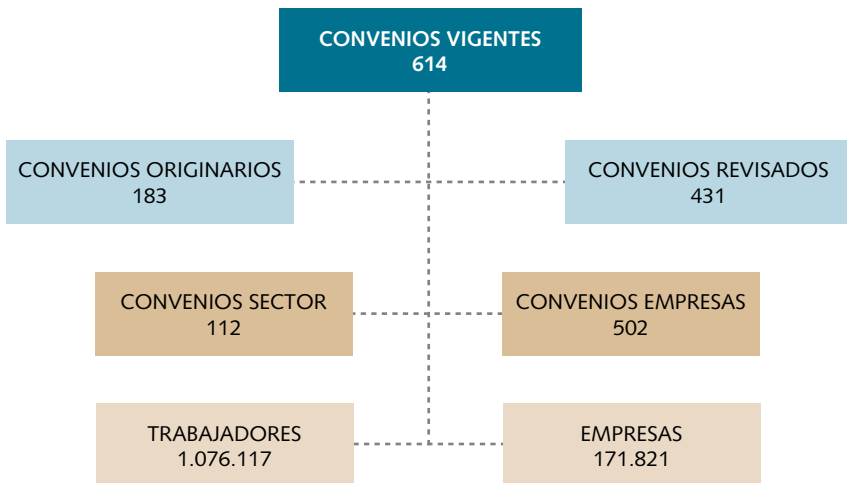 CONVENIOS VIGENTES
614
CONVENIOS ORIGINARIOS
183
CONVENIOS REVISADOS
431
CONVENIOS SECTOR
112
CONVENIOS EMPRESAS
502
TRABAJADORES
1.076.117
EMPRESAS
171.821